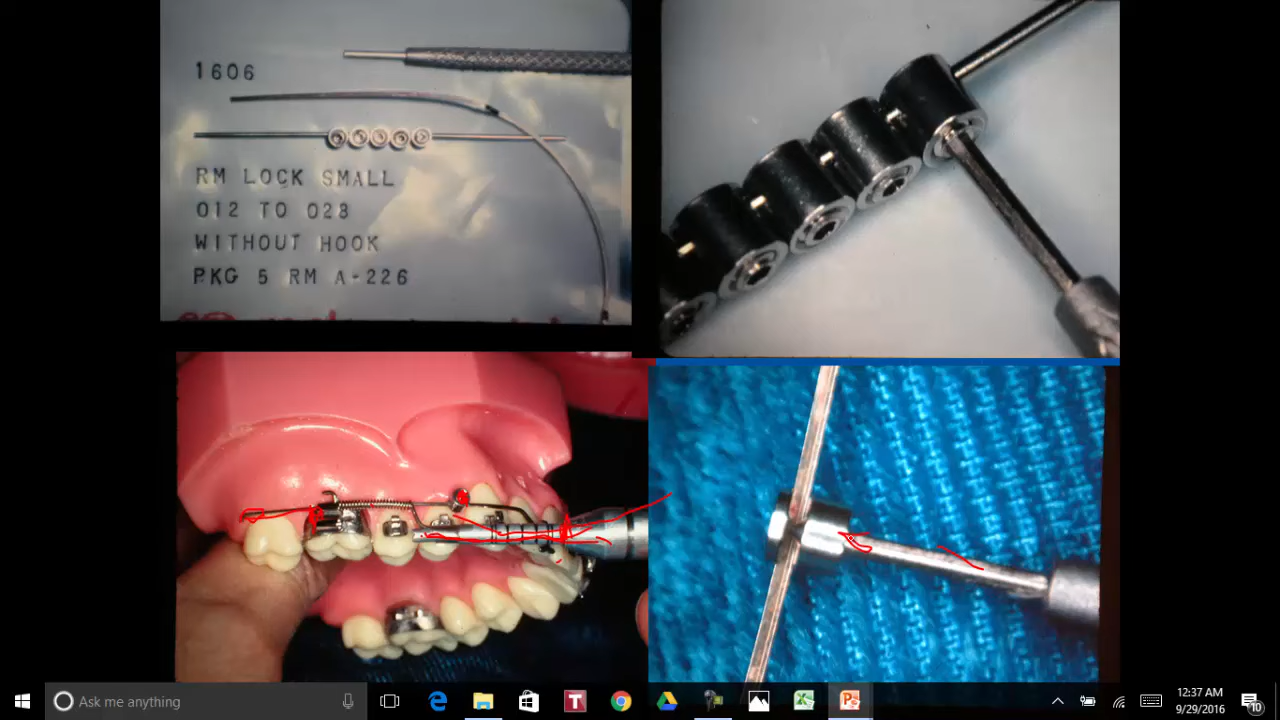 1606
RM LOCK SMALL
012 TO 028
WITHOUT HOOK
PKG 5 RM A-226
Ask me anything
12:37 AM
9/29/2016
10